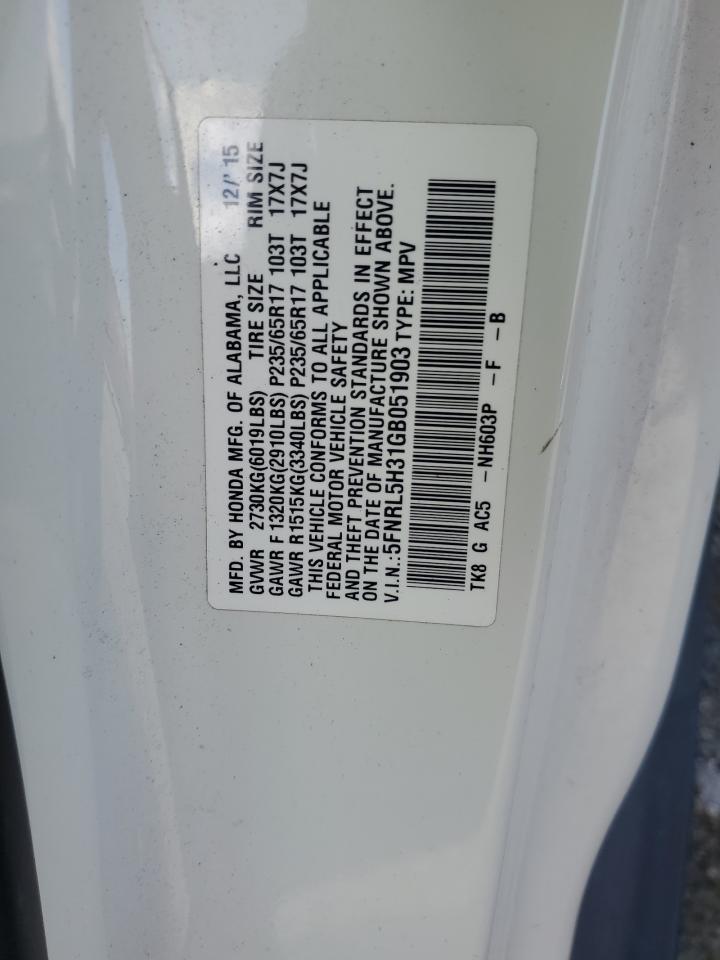 MFD. BY HONDA MFG. OF ALABAMA, LLC 12/'15
GVWR 2730KG(6019LBS) TIRE SIZE RIM SIZE
GAWR F 1320KG(2910LBS) P235/65R17 103T 17X7J
GAWR R1515KG(3340LBS) P235/65R17 103T 17X7J
THIS VEHICLE CONFORMS TO ALL APPLICABLE
FEDERAL MOTOR VEHICLE SAFETY
AND THEFT PREVENTION STANDARDS IN EFFECT
ON THE DATE OF MANUFACTURE SHOWN ABOVE.
V.I.N.:5FNRL5H31GB051903 TYPE: MPV
TK8 G AC5 -NH603P -F -B